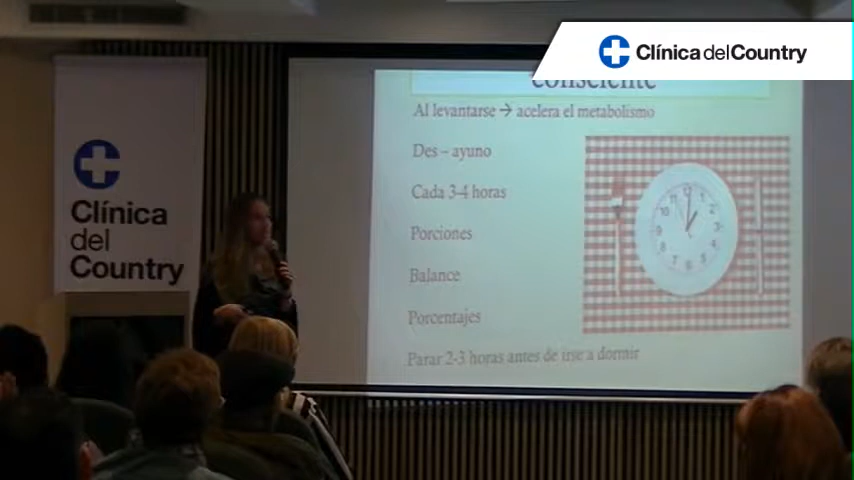 Clínica del Country
consciente
Al levantarse → acelera el metabolismo
Des – ayuno
Cada 3-4 horas
Porciones
Balance
Porcentajes
Parar 2-3 horas antes de irse a dormir
Clínica
del
Country